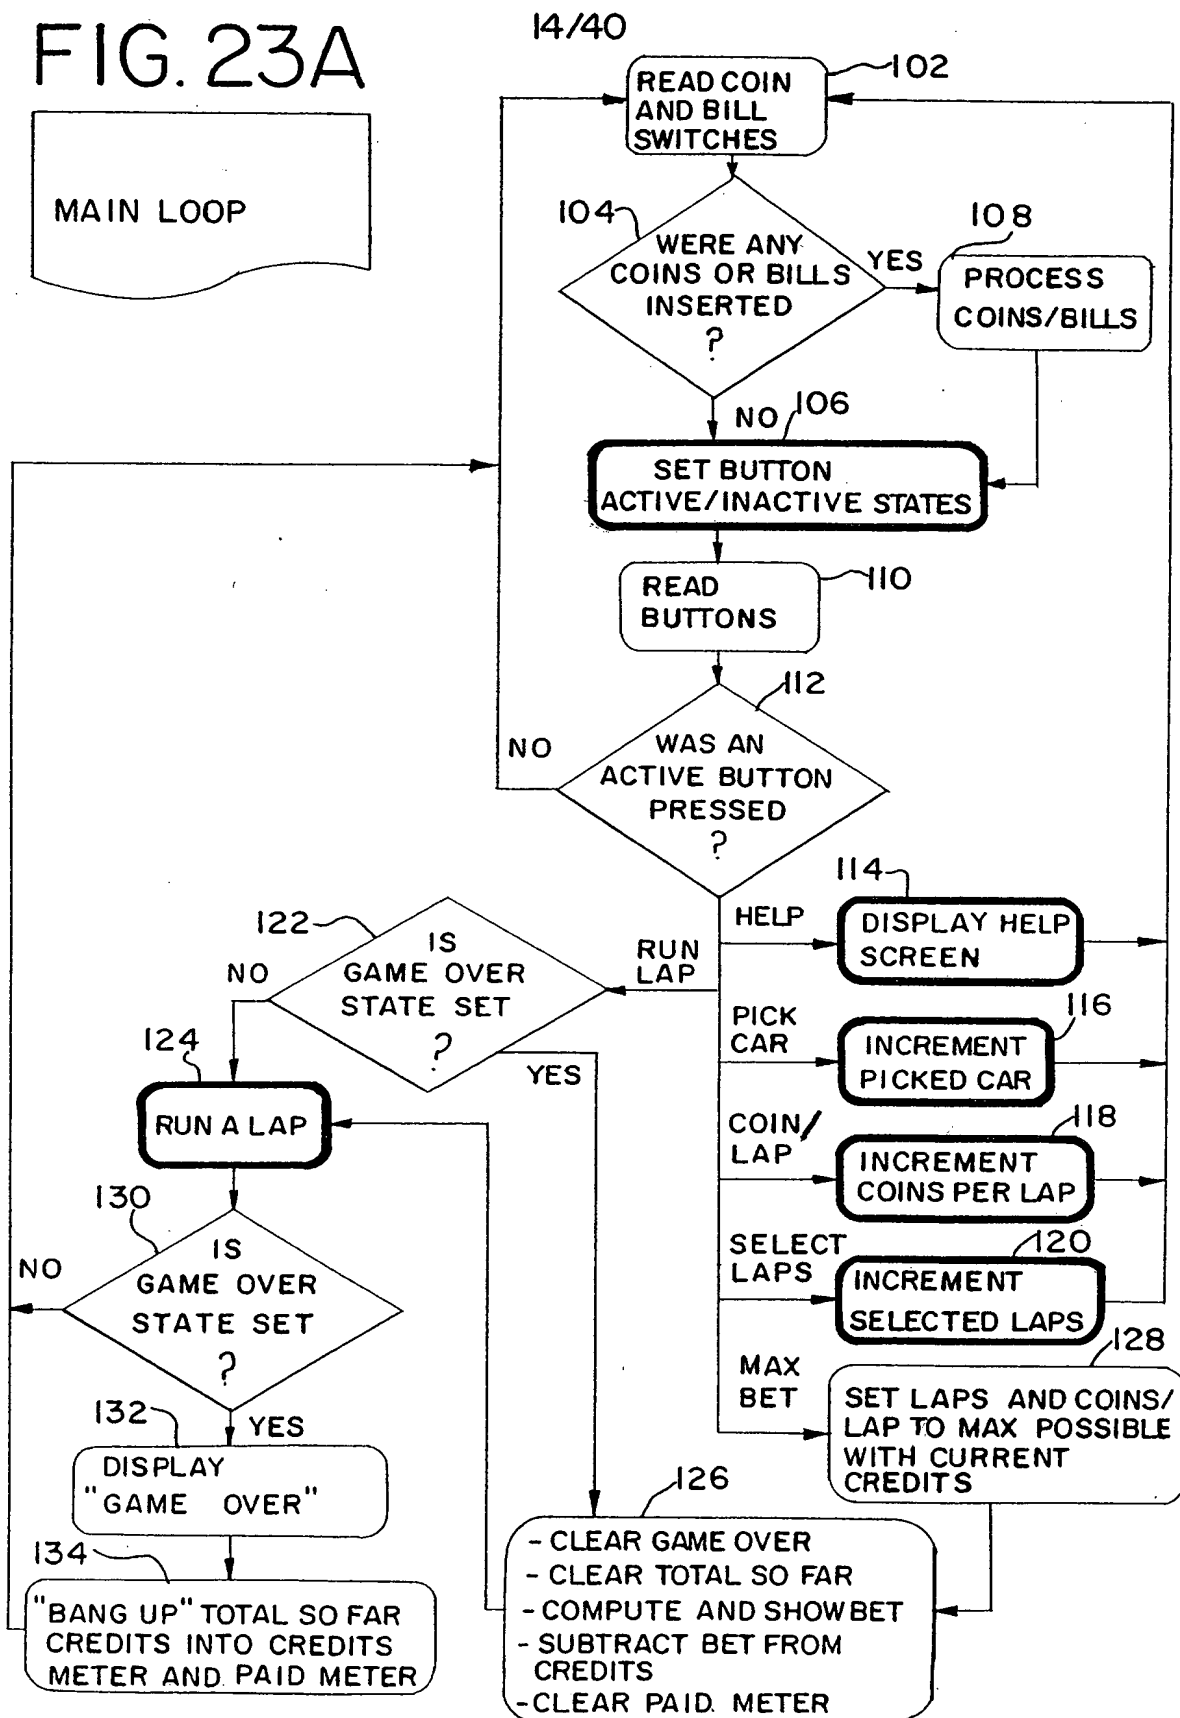 FIG. 23A
14/40
MAIN LOOP
102
READ COIN
AND BILL
SWITCHES
104
WERE ANY
COINS OR BILLS
INSERTED
?
YES
108
PROCESS
COINS/BILLS
NO
106
SET BUTTON
ACTIVE/INACTIVE STATES
110
READ
BUTTONS
112
WAS AN
ACTIVE BUTTON
PRESSED
?
NO
HELP
114
DISPLAY HELP
SCREEN
RUN
LAP
122
IS
GAME OVER
STATE SET
?
NO
YES
PICK
CAR
116
INCREMENT
PICKED CAR
124
RUN A LAP
COIN/
LAP
118
INCREMENT
COINS PER LAP
130
IS
GAME OVER
STATE SET
?
NO
YES
SELECT
LAPS
120
INCREMENT
SELECTED LAPS
MAX
BET
128
SET LAPS AND COINS/
LAP TO MAX POSSIBLE
WITH CURRENT
CREDITS
132
DISPLAY
"GAME OVER"
134
"BANG UP" TOTAL SO FAR
CREDITS INTO CREDITS
METER AND PAID METER
126
- CLEAR GAME OVER
- CLEAR TOTAL SO FAR
- COMPUTE AND SHOW BET
- SUBTRACT BET FROM
CREDITS
- CLEAR PAID. METER